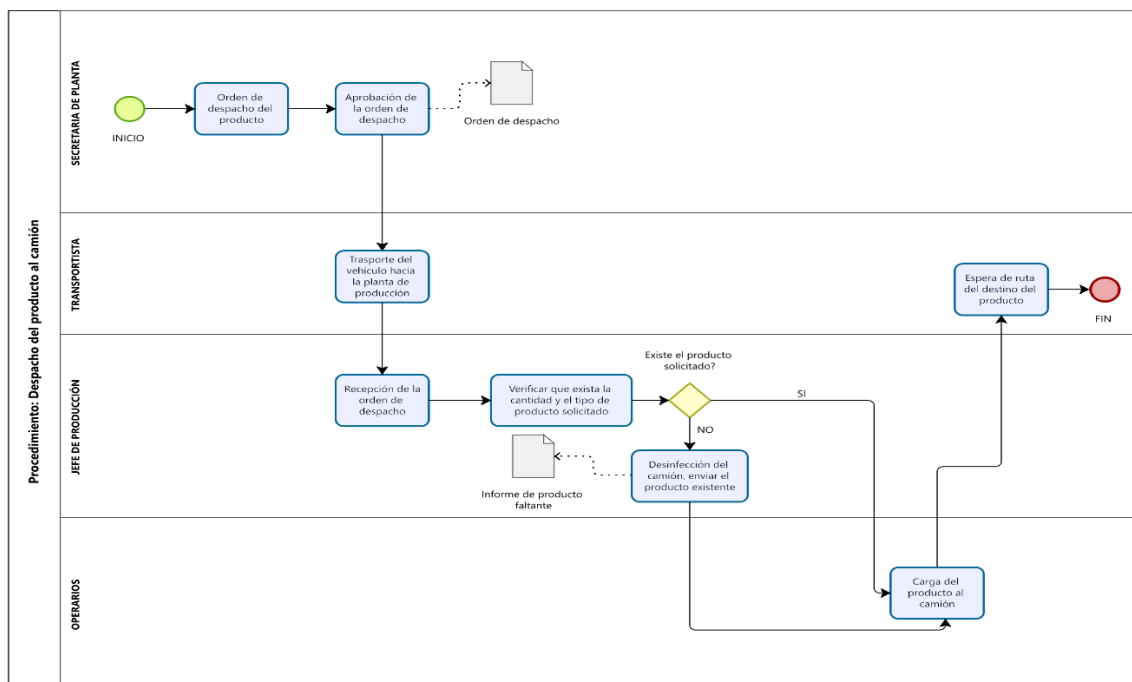 Procedimiento: Despacho del producto al camión
SECRETARIA DE PLANTA
INICIO
Orden de
despacho del
producto
Aprobación de
la orden de
despacho
Orden de despacho
TRANSPORTISTA
Trasporte del
vehículo hacia
la planta de
producción
Espera de ruta
del destino del
producto
FIN
JEFE DE PRODUCCIÓN
Recepción de la
orden de
despacho
Verificar que exista la
cantidad y el tipo de
producto solicitado
Existe el producto
solicitado?
SI
NO
Desinfección del
camión, enviar el
producto existente
Informe de producto
faltante
OPERARIOS
Carga del
producto al
camión